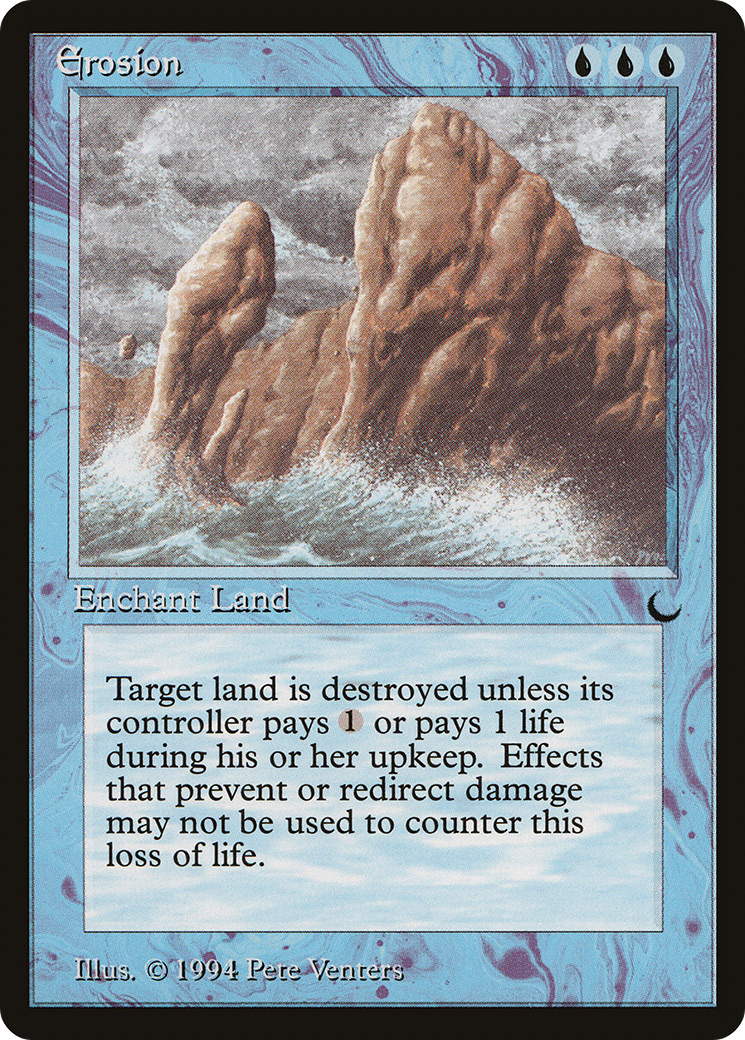 Erosion
Enchant Land
Target land is destroyed unless its
controller pays 1 or pays 1 life
during his or her upkeep. Effects
that prevent or redirect damage
may not be used to counter this
loss of life.
Illus. © 1994 Pete Venters